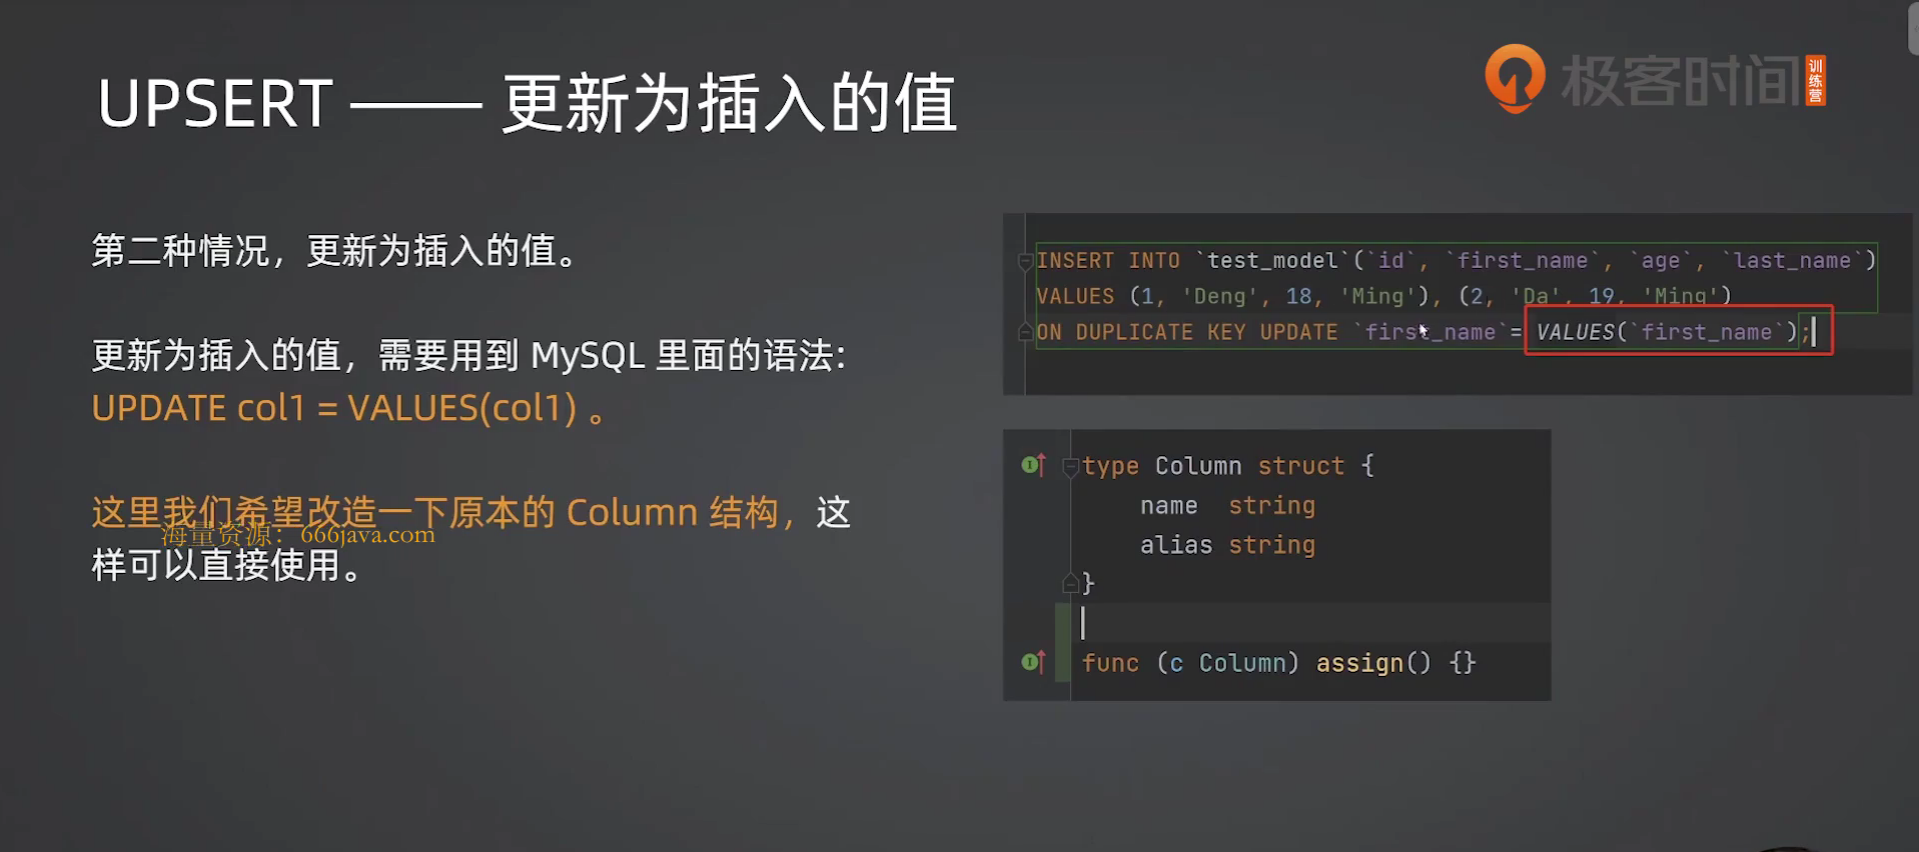 UPSERT —— 更新为插入的值
极客时间
训练营
第二种情况，更新为插入的值。
更新为插入的值，需要用到 MySQL 里面的语法：
UPDATE col1 = VALUES(col1) 。
这里我们希望改造一下原本的 Column 结构，这
海量资源：666java.com
样可以直接使用。
INSERT INTO `test_model`(`id`, `first_name`, `age`, `last_name`)
VALUES (1, 'Deng', 18, 'Ming'), (2, 'Da', 19, 'Ming')
ON DUPLICATE KEY UPDATE `first_name`= VALUES(`first_name`);
type Column struct {
name string
alias string
}
func (c Column) assign() {}